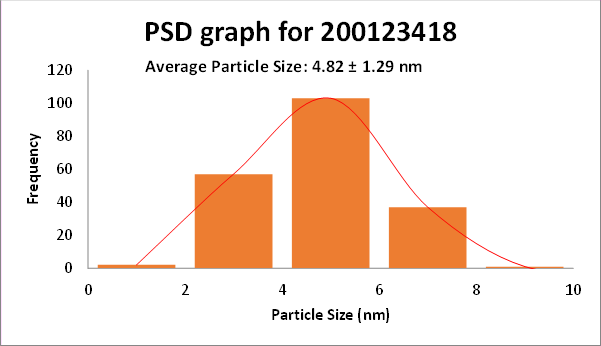 PSD graph for 200123418
Average Particle Size: 4.82 ± 1.29 nm
120
100
80
60
40
20
0
Frequency
0 2 4 6 8 10
Particle Size (nm)